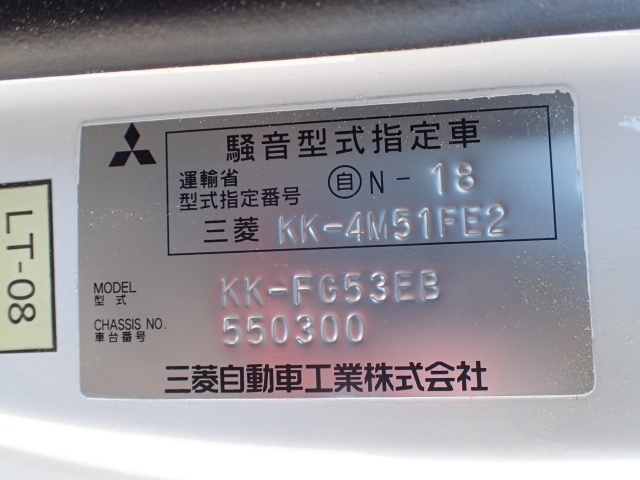 騒音型式指定車
運輸省
型式指定番号
自 N - 18
三菱 KK-4M51FE2
MODEL
型式
KK-FG53EB
CHASSIS NO.
車台番号
550300
三菱自動車工業株式会社
LT-08